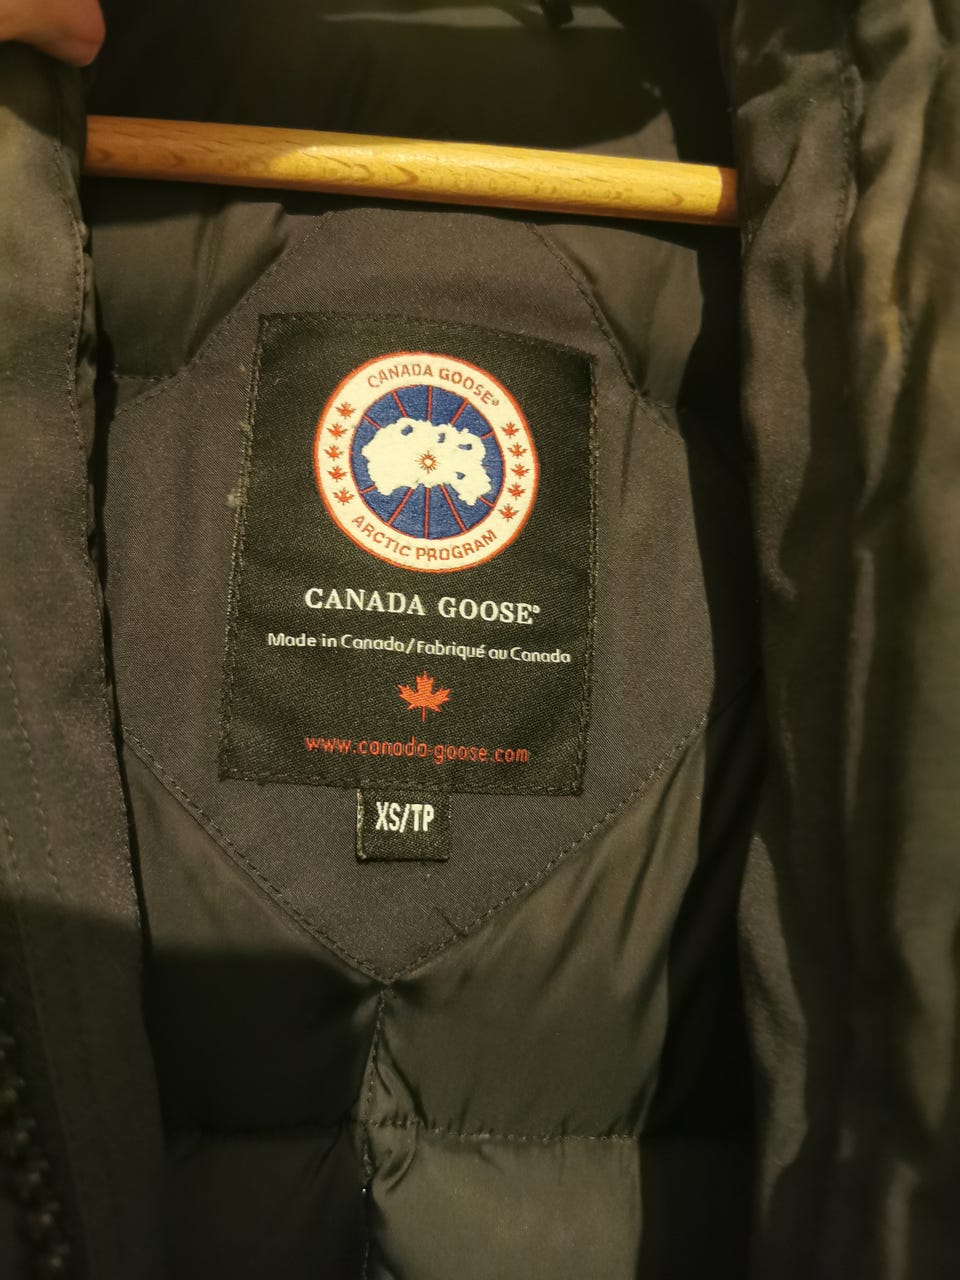 CANADA GOOSE®
ARCTIC PROGRAM
CANADA GOOSE®
Made in Canada/Fabriqué au Canada
www.canada-goose.com
XS/TP